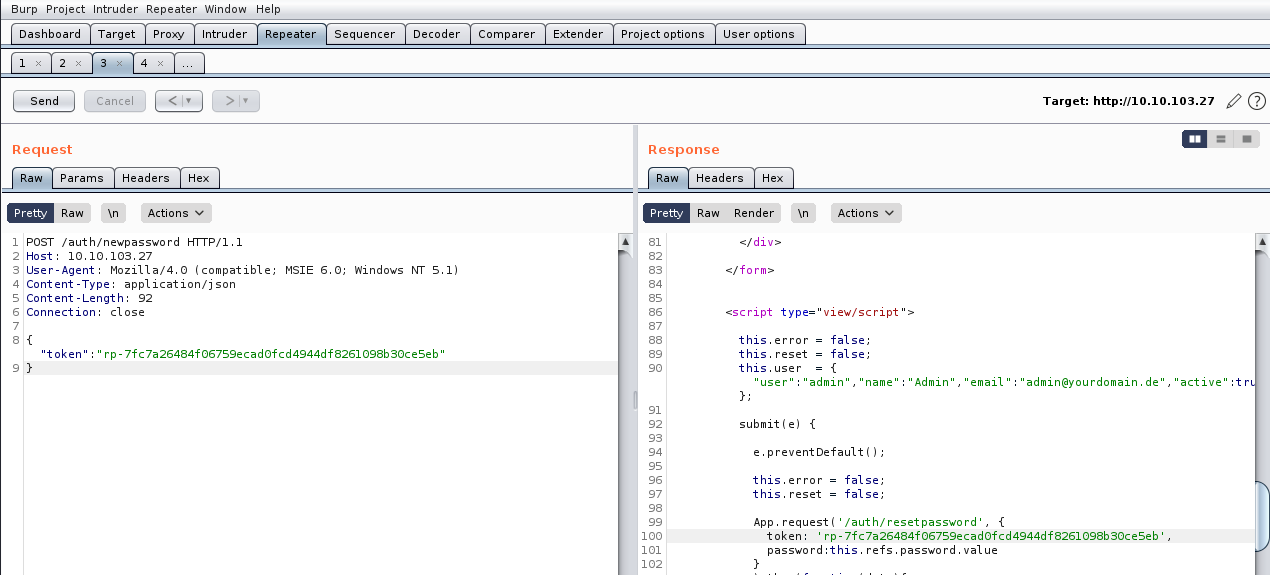 Burp Project Intruder Repeater Window Help
Dashboard Target Proxy Intruder Repeater Sequencer Decoder Comparer Extender Project options User options
1 × 2 × 3 × 4 × ...
Send Cancel < > Target: http://10.10.103.27 ?
Request
Raw Params Headers Hex
Pretty Raw \n Actions
1 POST /auth/newpassword HTTP/1.1
2 Host: 10.10.103.27
3 User-Agent: Mozilla/4.0 (compatible; MSIE 6.0; Windows NT 5.1)
4 Content-Type: application/json
5 Content-Length: 92
6 Connection: close
7
8 {
"token":"rp-7fc7a26484f06759ecad0fcd4944df8261098b30ce5eb"
9 }
Response
Raw Headers Hex
Pretty Raw Render \n Actions
81 </div>
82
83 </form>
84
85
86 <script type="view/script">
87
88 this.error = false;
89 this.reset = false;
90 this.user = {
"user":"admin","name":"Admin","email":"admin@yourdomain.de","active":tru
};
91
92 submit(e) {
93
94 e.preventDefault();
95
96 this.error = false;
97 this.reset = false;
98
99 App.request('/auth/resetpassword', {
100 token: 'rp-7fc7a26484f06759ecad0fcd4944df8261098b30ce5eb',
101 password:this.refs.password.value
102 }